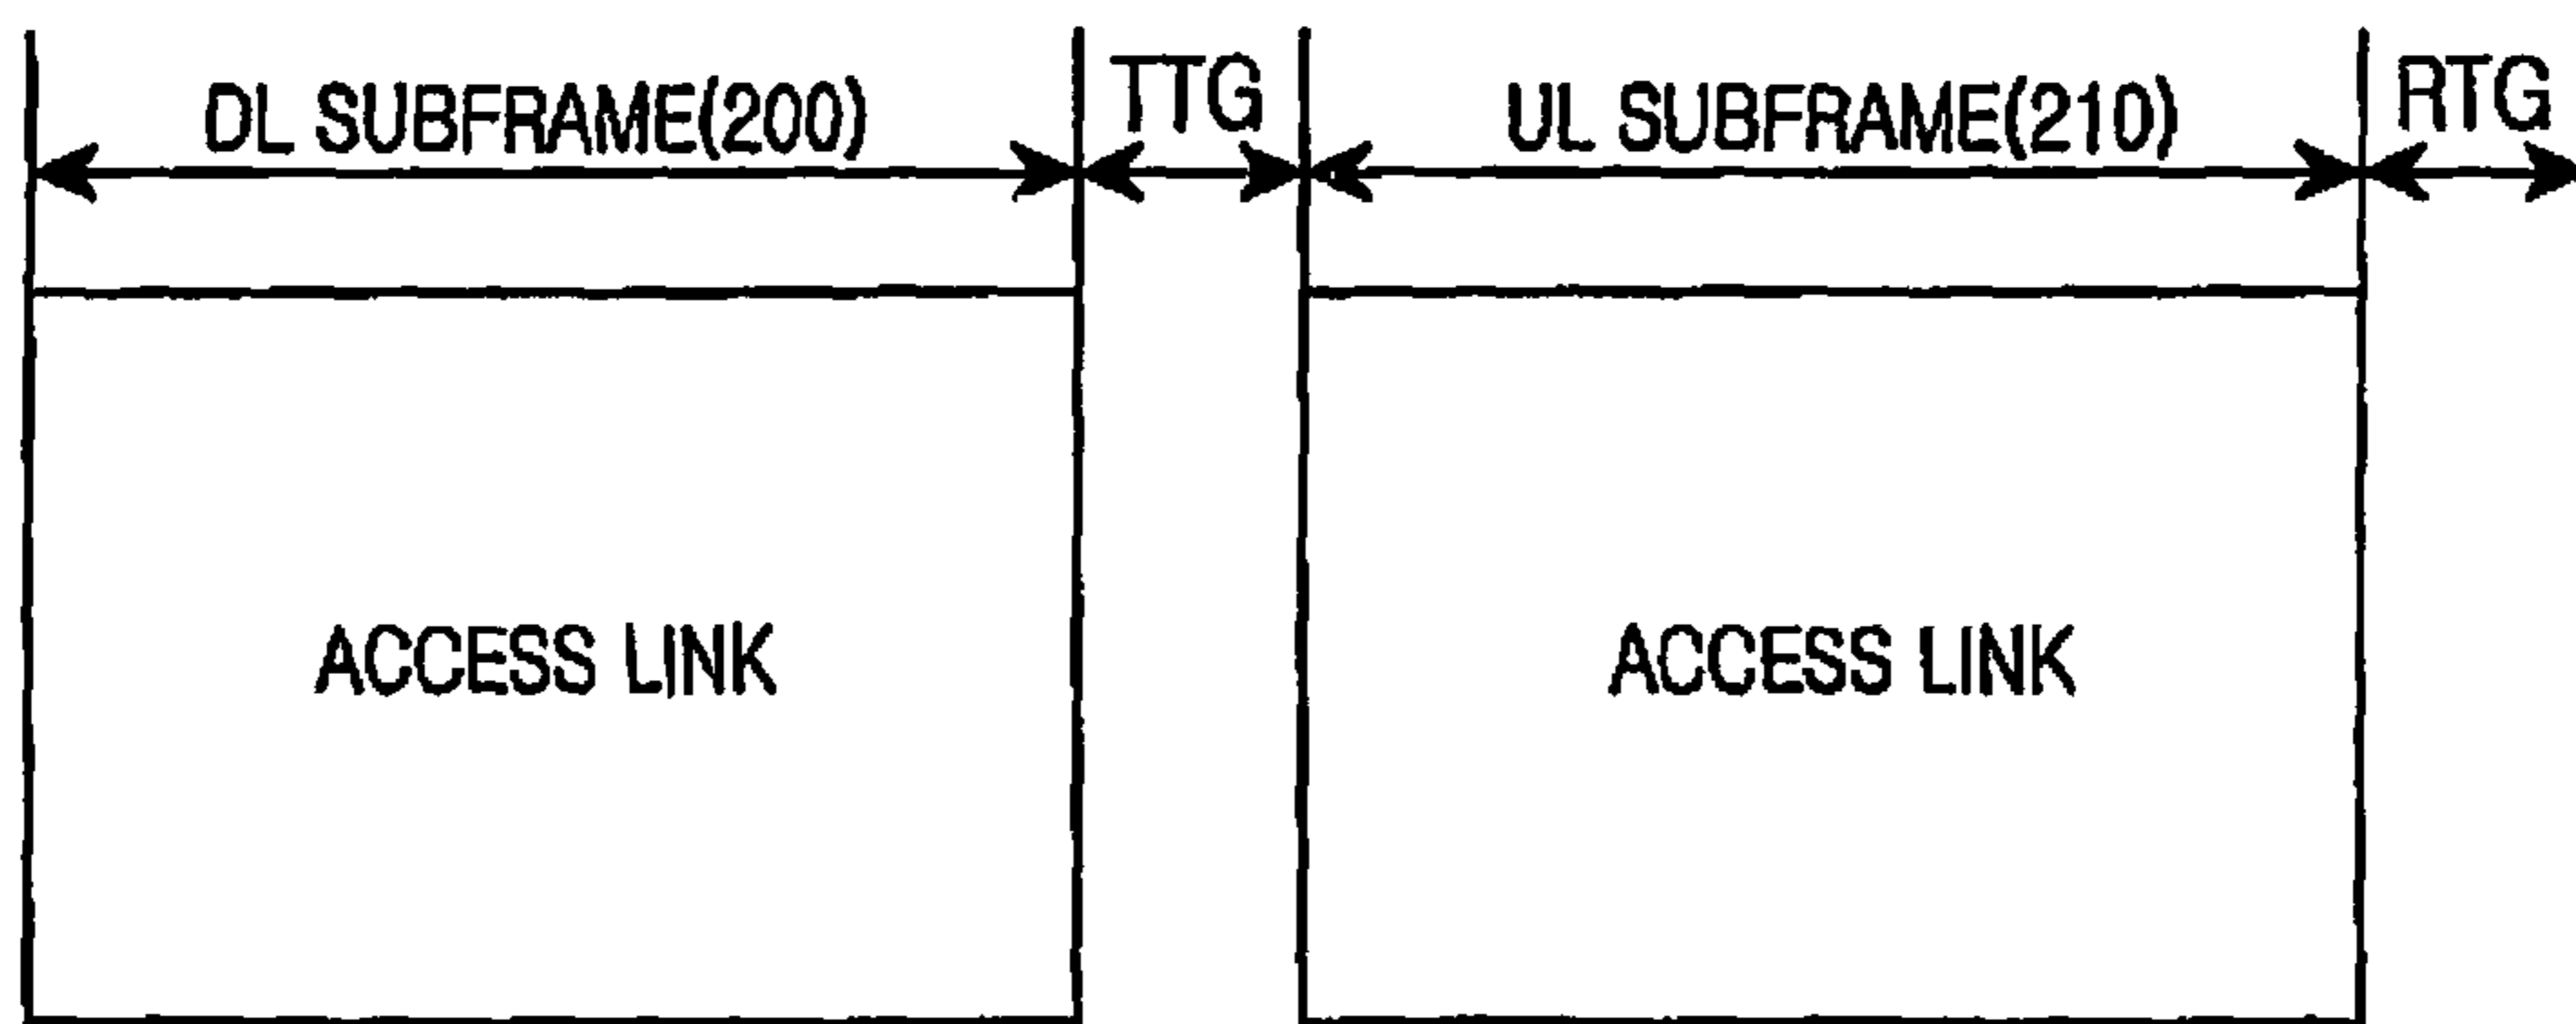 DL SUBFRAME(200)
TTG
UL SUBFRAME(210)
RTG
ACCESS LINK
ACCESS LINK